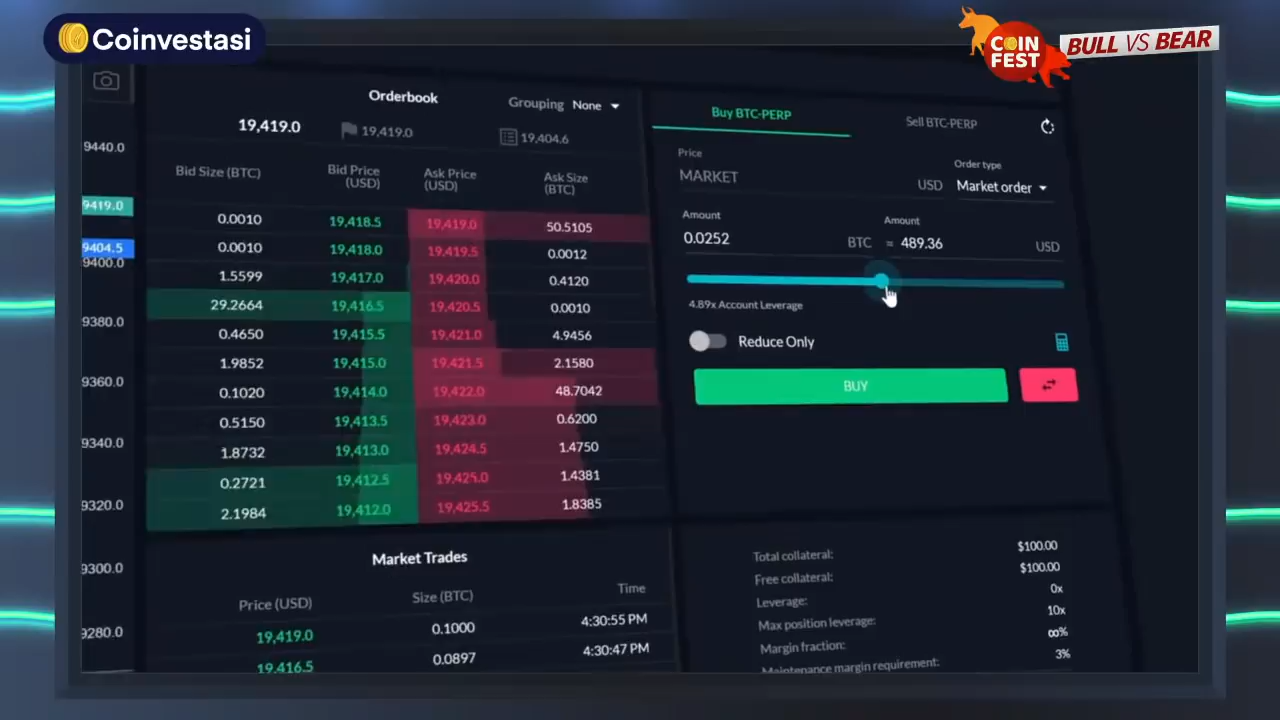 Coinvestasi
COIN
FEST
BULL VS BEAR
Orderbook
Grouping None
19,419.0
19,419.0
19,404.6
Bid Size (BTC)
Bid Price
(USD)
Ask Price
(USD)
Ask Size
(BTC)
0.0010 19,418.5 19,419.0 50.5105
0.0010 19,418.0 19,419.5 0.0012
1.5599 19,417.0 19,420.0 0.4120
29.2664 19,416.5 19,420.5 0.0010
0.4650 19,415.5 19,421.0 4.9456
1.9852 19,415.0 19,421.5 2.1580
0.1020 19,414.0 19,422.0 48.7042
0.5150 19,413.5 19,423.0 0.6200
1.8732 19,413.0 19,424.5 1.4750
0.2721 19,412.5 19,425.0 1.4381
2.1984 19,412.0 19,425.5 1.8385
9440.0
9419.0
9404.5
9400.0
9380.0
9360.0
9340.0
9320.0
9300.0
9280.0
Market Trades
Price (USD) Size (BTC) Time
19,419.0 0.1000 4:30:55 PM
19,416.5 0.0897 4:30:47 PM
Buy BTC-PERP
Sell BTC-PERP
Price
MARKET
USD
Order type
Market order
Amount
0.0252
BTC
≈
Amount
489.36
USD
4.89x Account Leverage
Reduce Only
BUY
Total collateral: $100.00
Free collateral: $100.00
Leverage: 0x
Max position leverage: 10x
Margin fraction: ∞%
Maintenance margin requirement: 3%